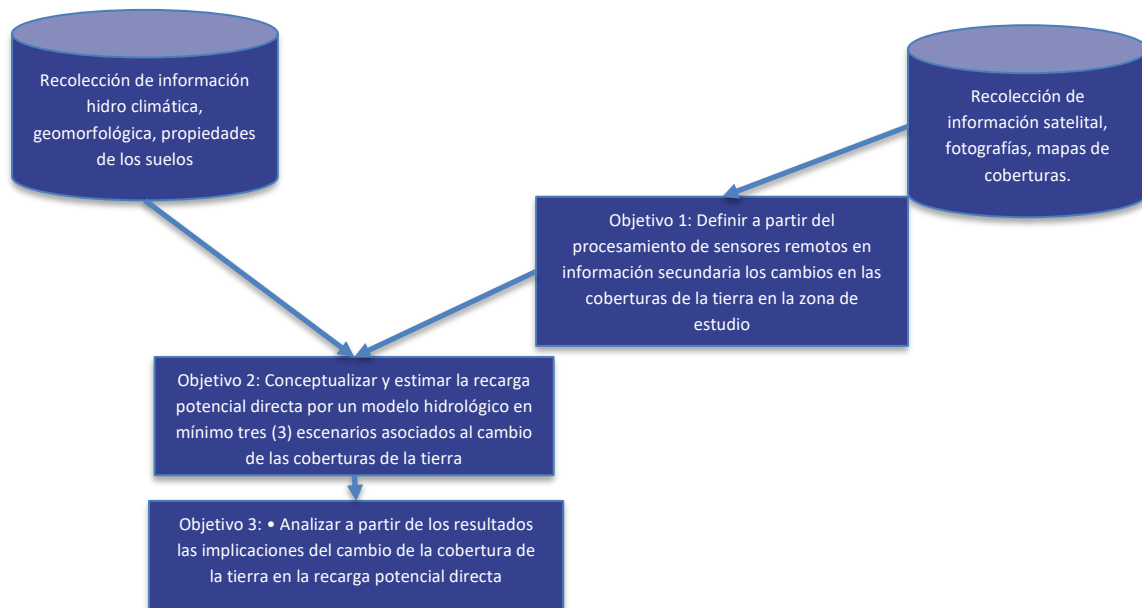 Recolección de información
hidro climática,
geomorfológica, propiedades
de los suelos
Recolección de
información satelital,
fotografías, mapas de
coberturas.
Objetivo 1: Definir a partir del
procesamiento de sensores remotos en
información secundaria los cambios en las
coberturas de la tierra en la zona de
estudio
Objetivo 2: Conceptualizar y estimar la recarga
potencial directa por un modelo hidrológico en
mínimo tres (3) escenarios asociados al cambio
de las coberturas de la tierra
Objetivo 3: • Analizar a partir de los resultados
las implicaciones del cambio de la cobertura de
la tierra en la recarga potencial directa